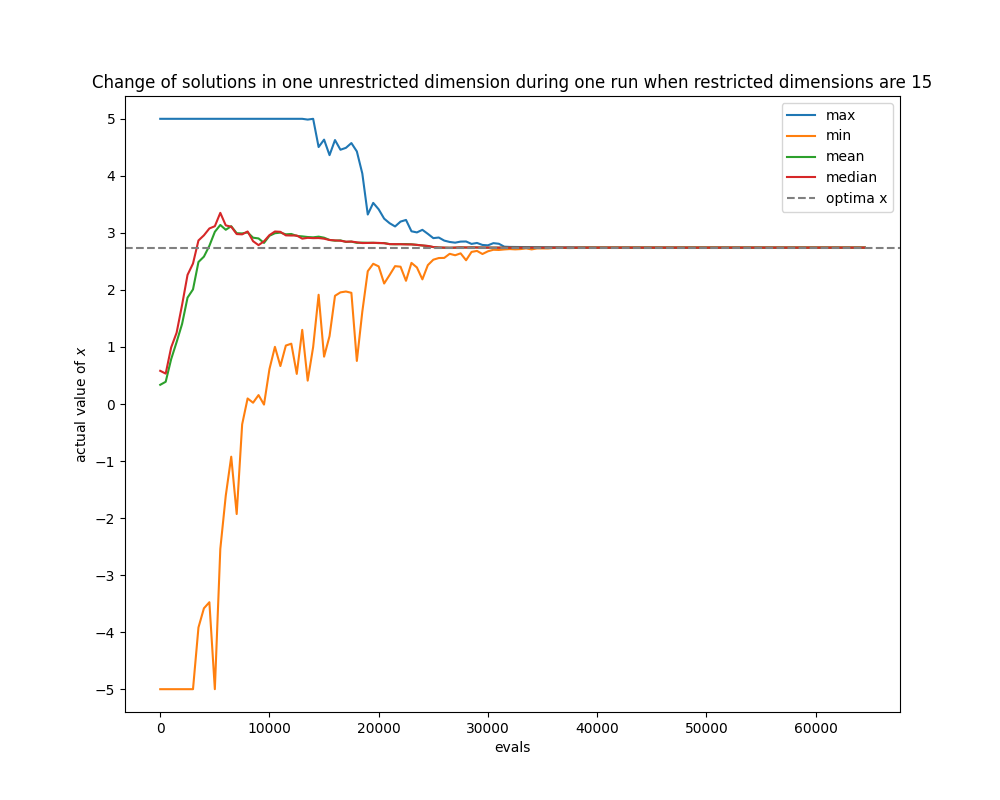 Change of solutions in one unrestricted dimension during one run when restricted dimensions are 15
max
min
mean
median
optima x
5
4
3
2
1
0
−1
−2
−3
−4
−5
actual value of x
0 10000 20000 30000 40000 50000 60000
evals